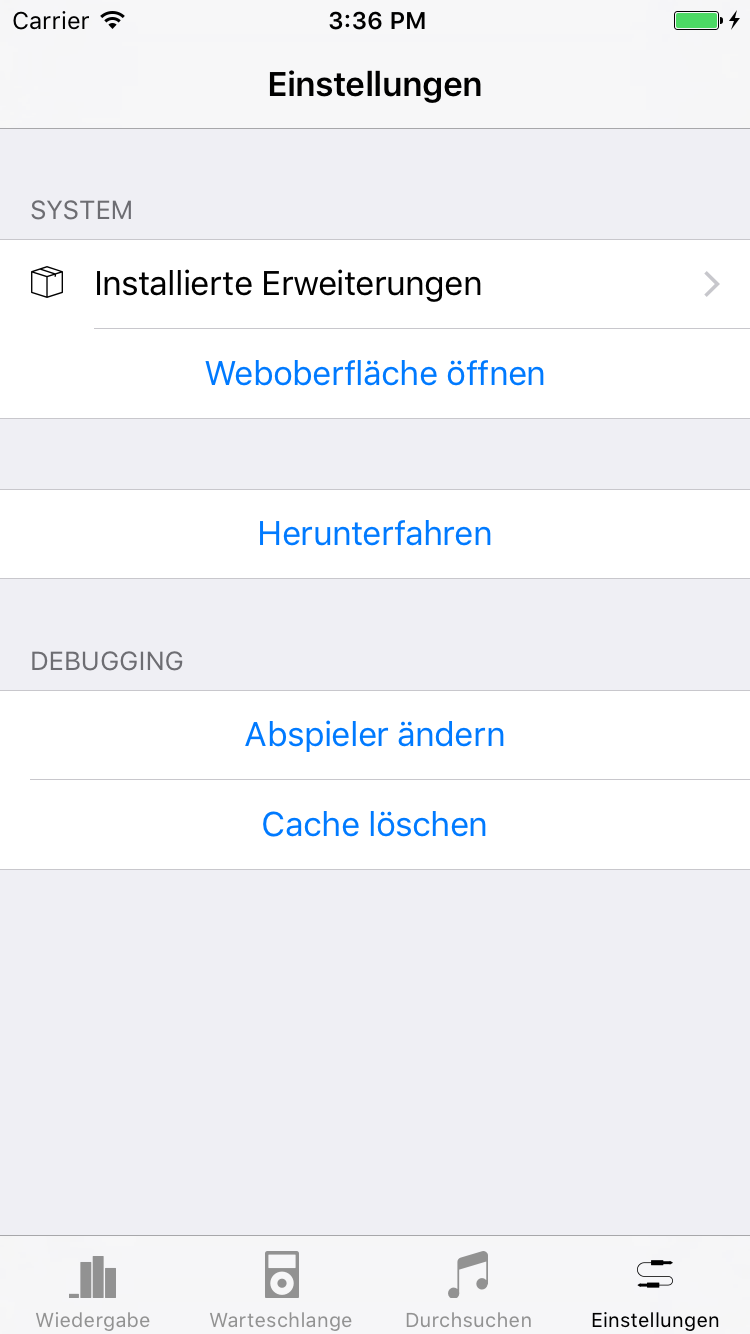 Carrier 3:36 PM
Einstellungen
SYSTEM
Installierte Erweiterungen
Weboberfläche öffnen
Herunterfahren
DEBUGGING
Abspieler ändern
Cache löschen
Wiedergabe Warteschlange Durchsuchen Einstellungen